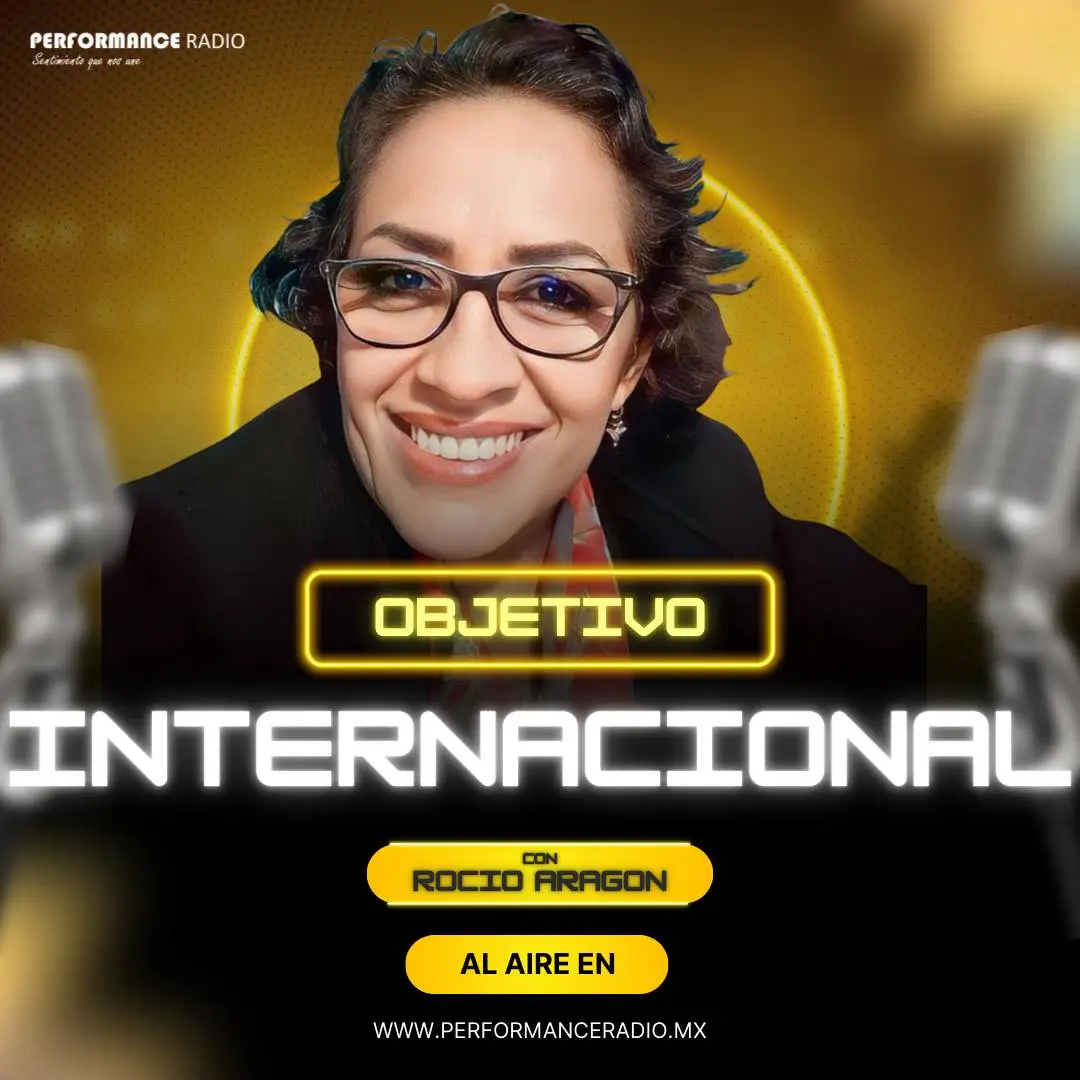 PERFORMANCE RADIO
Sentimiento que nos une
OBJETIVO
INTERNACIONAL
CON
ROCIO ARAGON
AL AIRE EN
WWW.PERFORMANCERADIO.MX